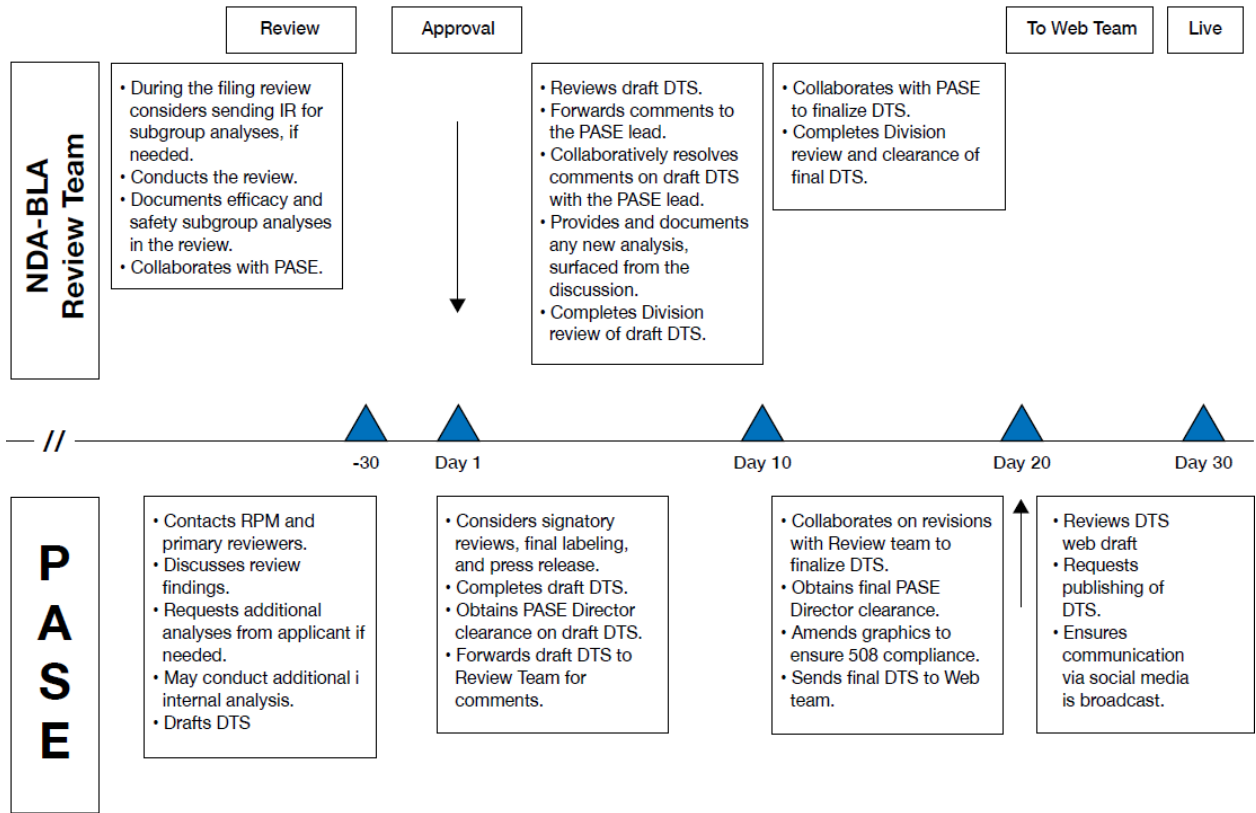 Review
Approval
To Web Team
Live
NDA-BLA
Review Team
• During the filing review
considers sending IR for
subgroup analyses, if
needed.
• Conducts the review.
• Documents efficacy and
safety subgroup analyses
in the review.
• Collaborates with PASE.
• Reviews draft DTS.
• Forwards comments to
the PASE lead.
• Collaboratively resolves
comments on draft DTS
with the PASE lead.
• Provides and documents
any new analysis,
surfaced from the
discussion.
• Completes Division
review of draft DTS.
• Collaborates with PASE
to finalize DTS.
• Completes Division
review and clearance of
final DTS.
//
-30
Day 1
Day 10
Day 20
Day 30
P
A
S
E
• Contacts RPM and
primary reviewers.
• Discusses review
findings.
• Requests additional
analyses from applicant if
needed.
• May conduct additional i
internal analysis.
• Drafts DTS
• Considers signatory
reviews, final labeling,
and press release.
• Completes draft DTS.
• Obtains PASE Director
clearance on draft DTS.
• Forwards draft DTS to
Review Team for
comments.
• Collaborates on revisions
with Review team to
finalize DTS.
• Obtains final PASE
Director clearance.
• Amends graphics to
ensure 508 compliance.
• Sends final DTS to Web
team.
• Reviews DTS
web draft
• Requests
publishing of
DTS.
• Ensures
communication
via social media
is broadcast.